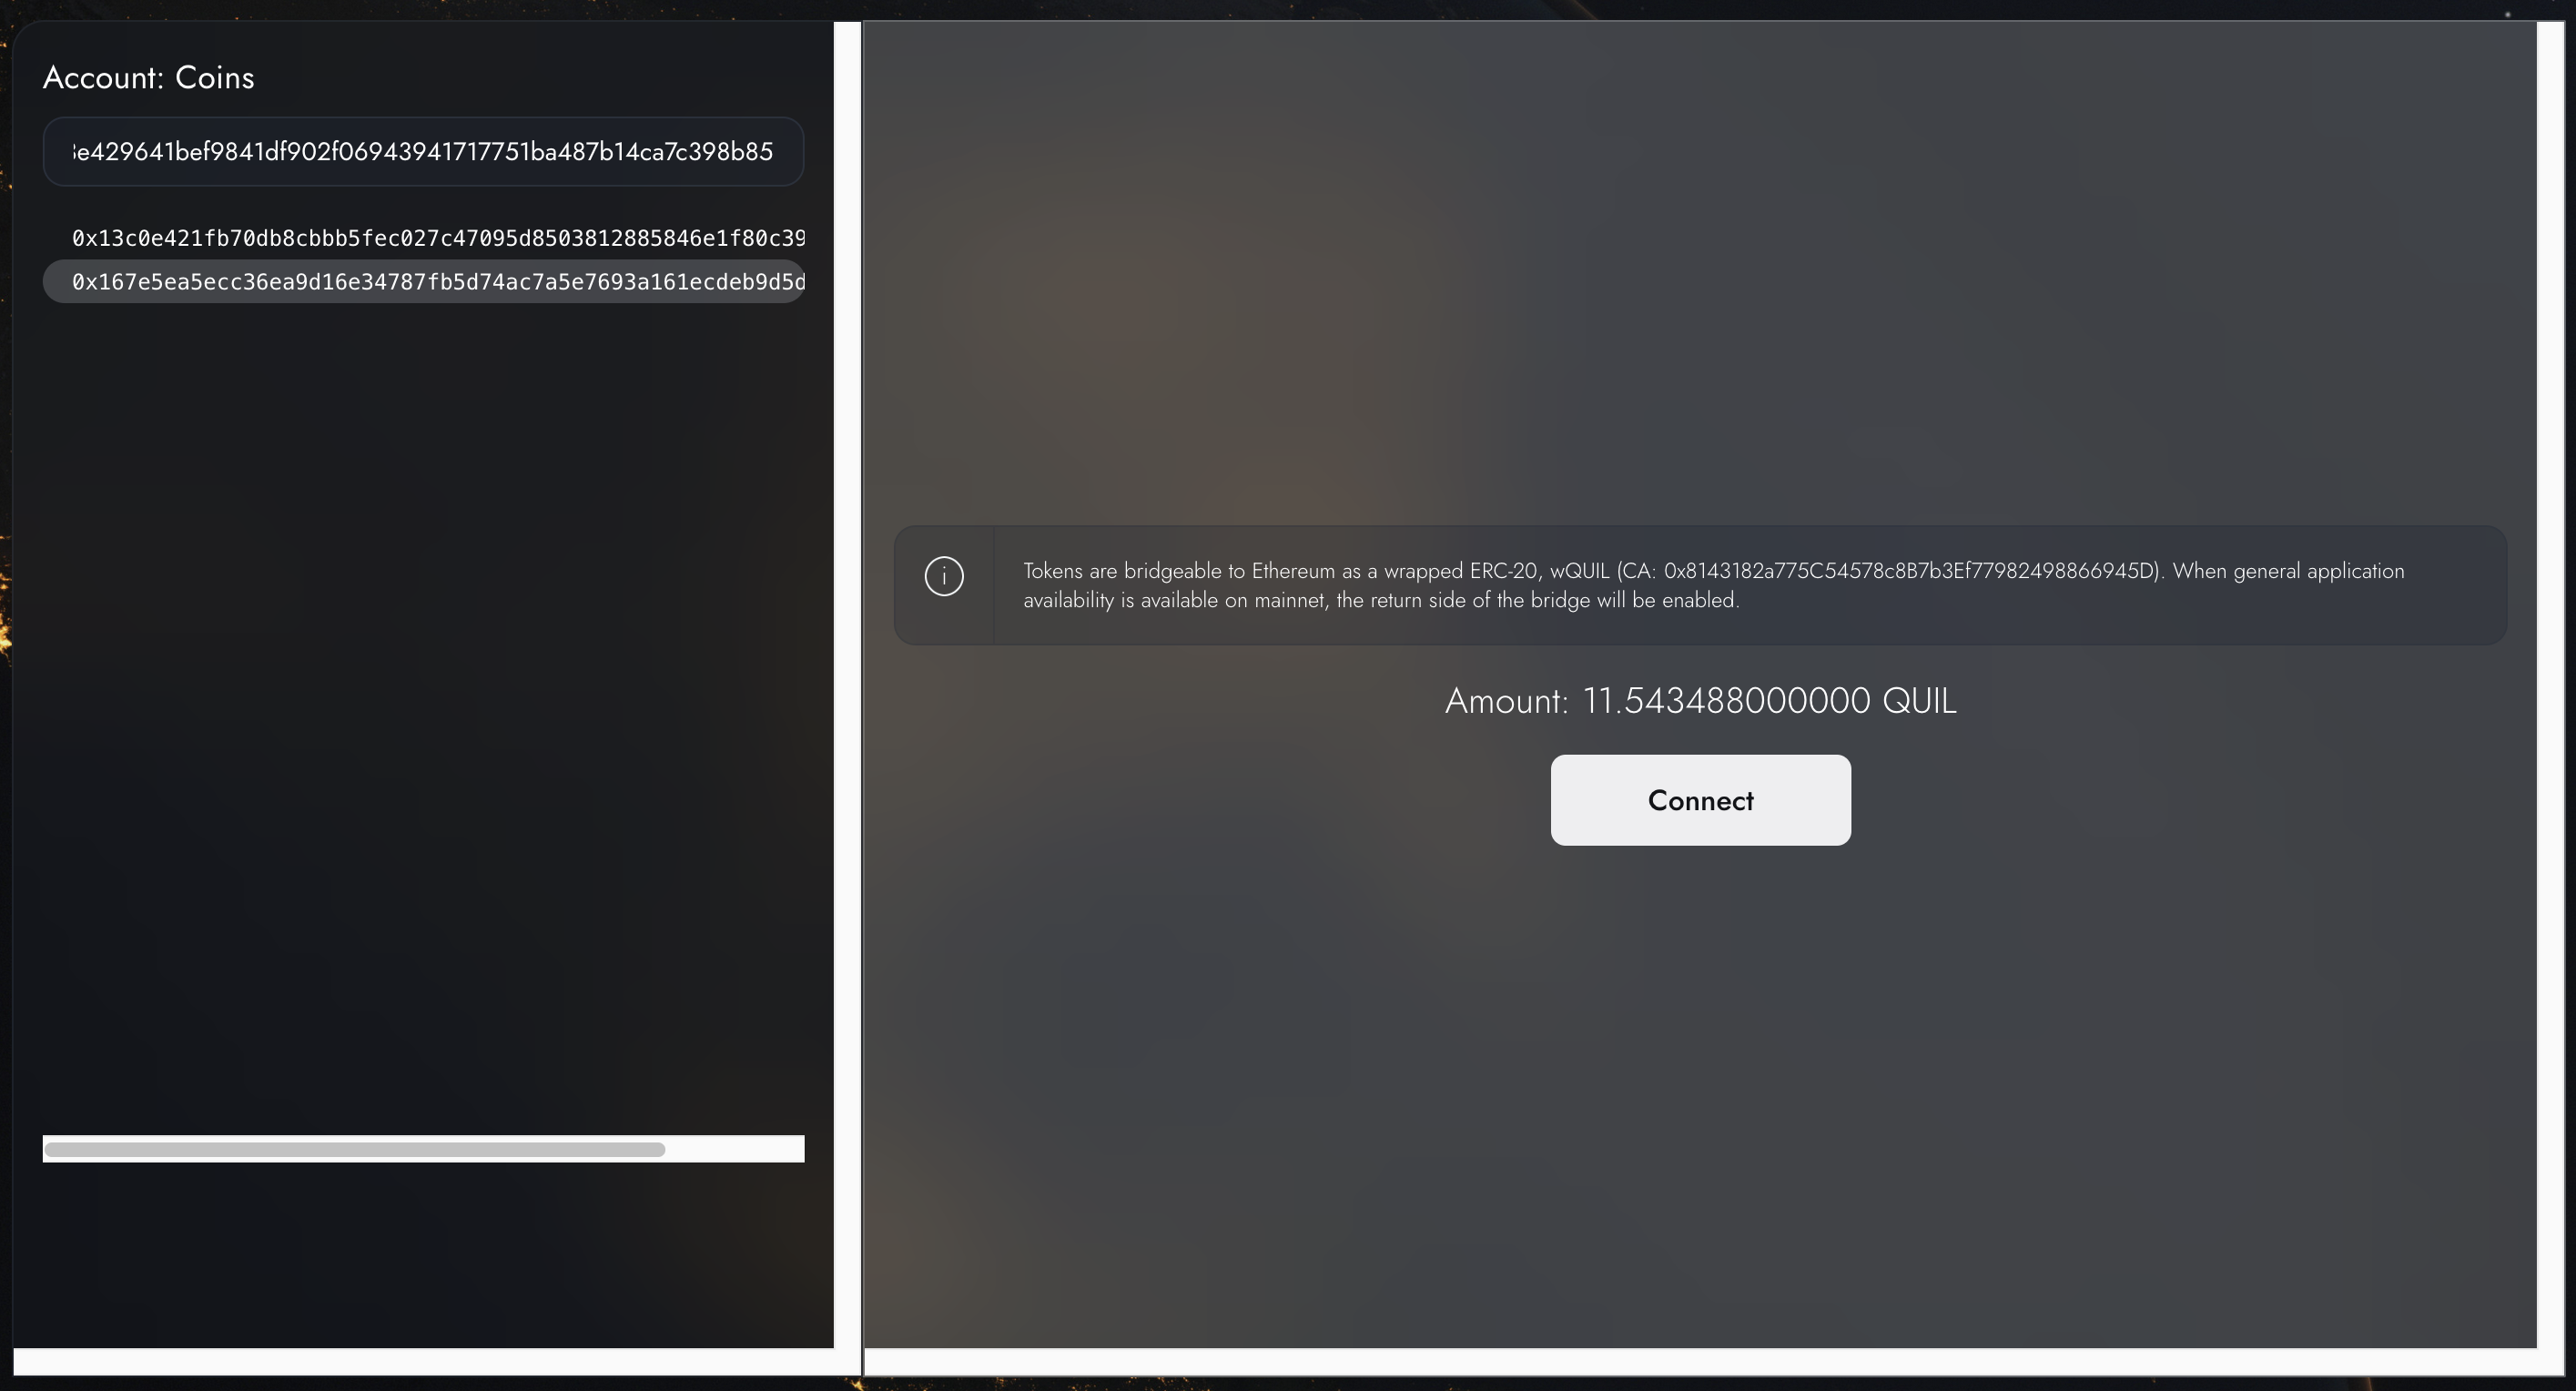 Account: Coins
e429641bef9841df902f06943941717751ba487b14ca7c398b85
0x13c0e421fb70db8cbbb5fec027c47095d8503812885846e1f80c39
0x167e5ea5ecc36ea9d16e34787fb5d74ac7a5e7693a161ecdeb9d5d
i
Tokens are bridgeable to Ethereum as a wrapped ERC-20, wQUIL (CA: 0x8143182a775C54578c8B7b3Ef77982498866945D). When general application
availability is available on mainnet, the return side of the bridge will be enabled.
Amount: 11.543488000000 QUIL
Connect